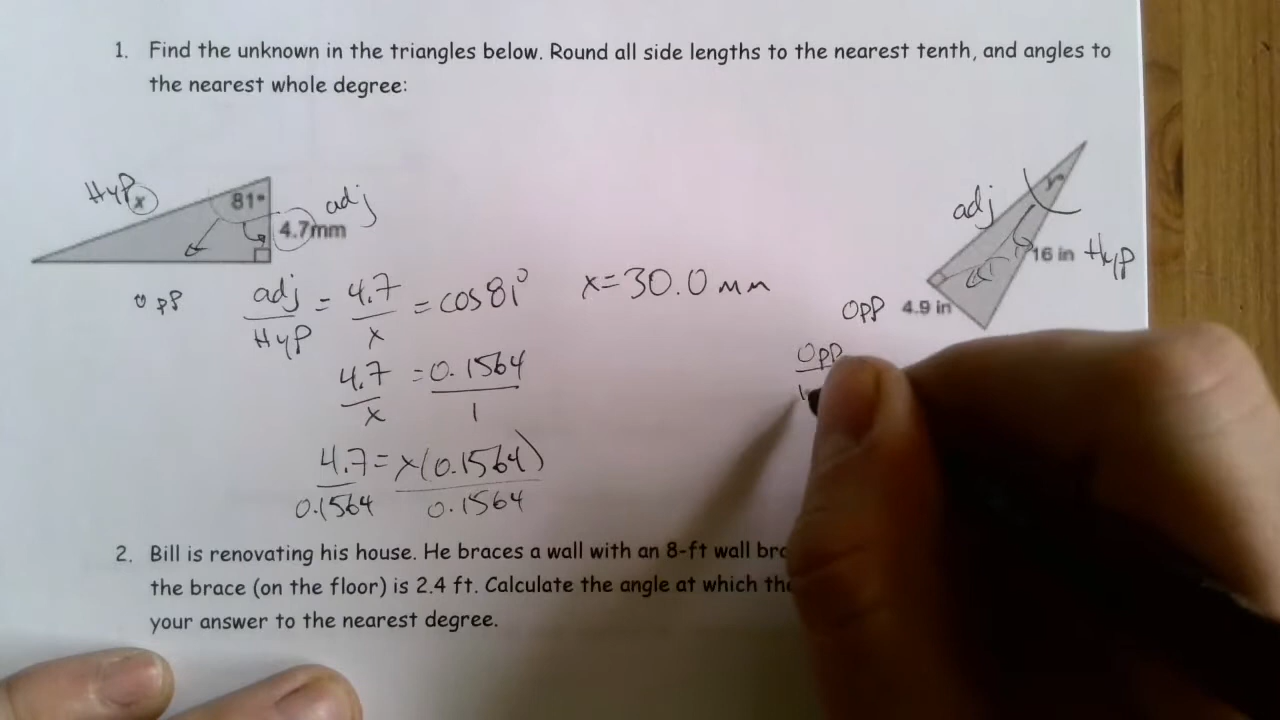 1. Find the unknown in the triangles below. Round all side lengths to the nearest tenth, and angles to
the nearest whole degree:
Hyp x
81°
4.7mm
adj
opp
adj/Hyp = 4.7/x = cos 81°
x = 30.0 mm
4.7/x = 0.1564/1
4.7 = x(0.1564)
0.1564 0.1564
adj
16 in
Hyp
Opp
4.9 in
Opp
2. Bill is renovating his house. He braces a wall with an 8-ft wall
the brace (on the floor) is 2.4 ft. Calculate the angle at which
your answer to the nearest degree.